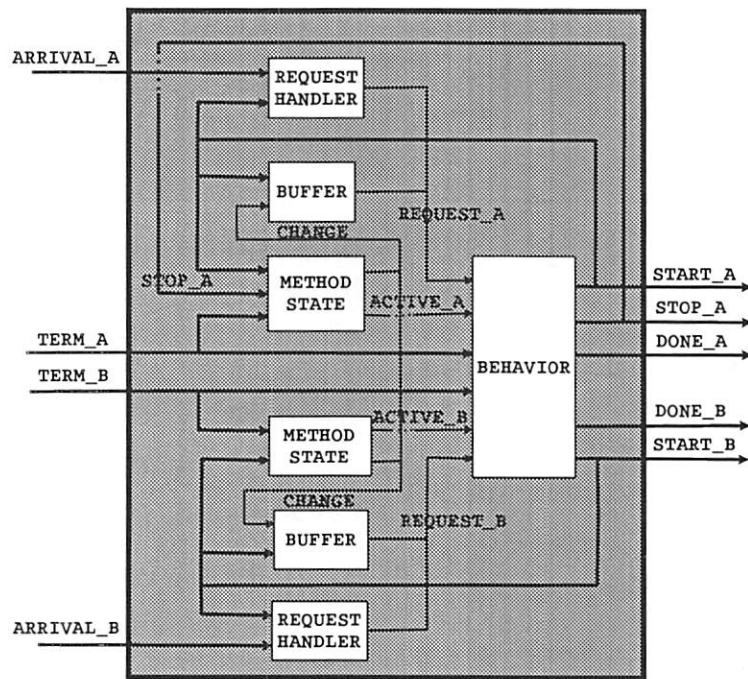 ARRIVAL_A
REQUEST
HANDLER
BUFFER
REQUEST_A
CHANGE
STOP_A
METHOD
STATE
ACTIVE_A
START_A
STOP_A
TERM_A
DONE_A
BEHAVIOR
TERM_B
ACTIVE_B
DONE_B
METHOD
STATE
START_B
CHANGE
BUFFER
REQUEST_B
REQUEST
HANDLER
ARRIVAL_B